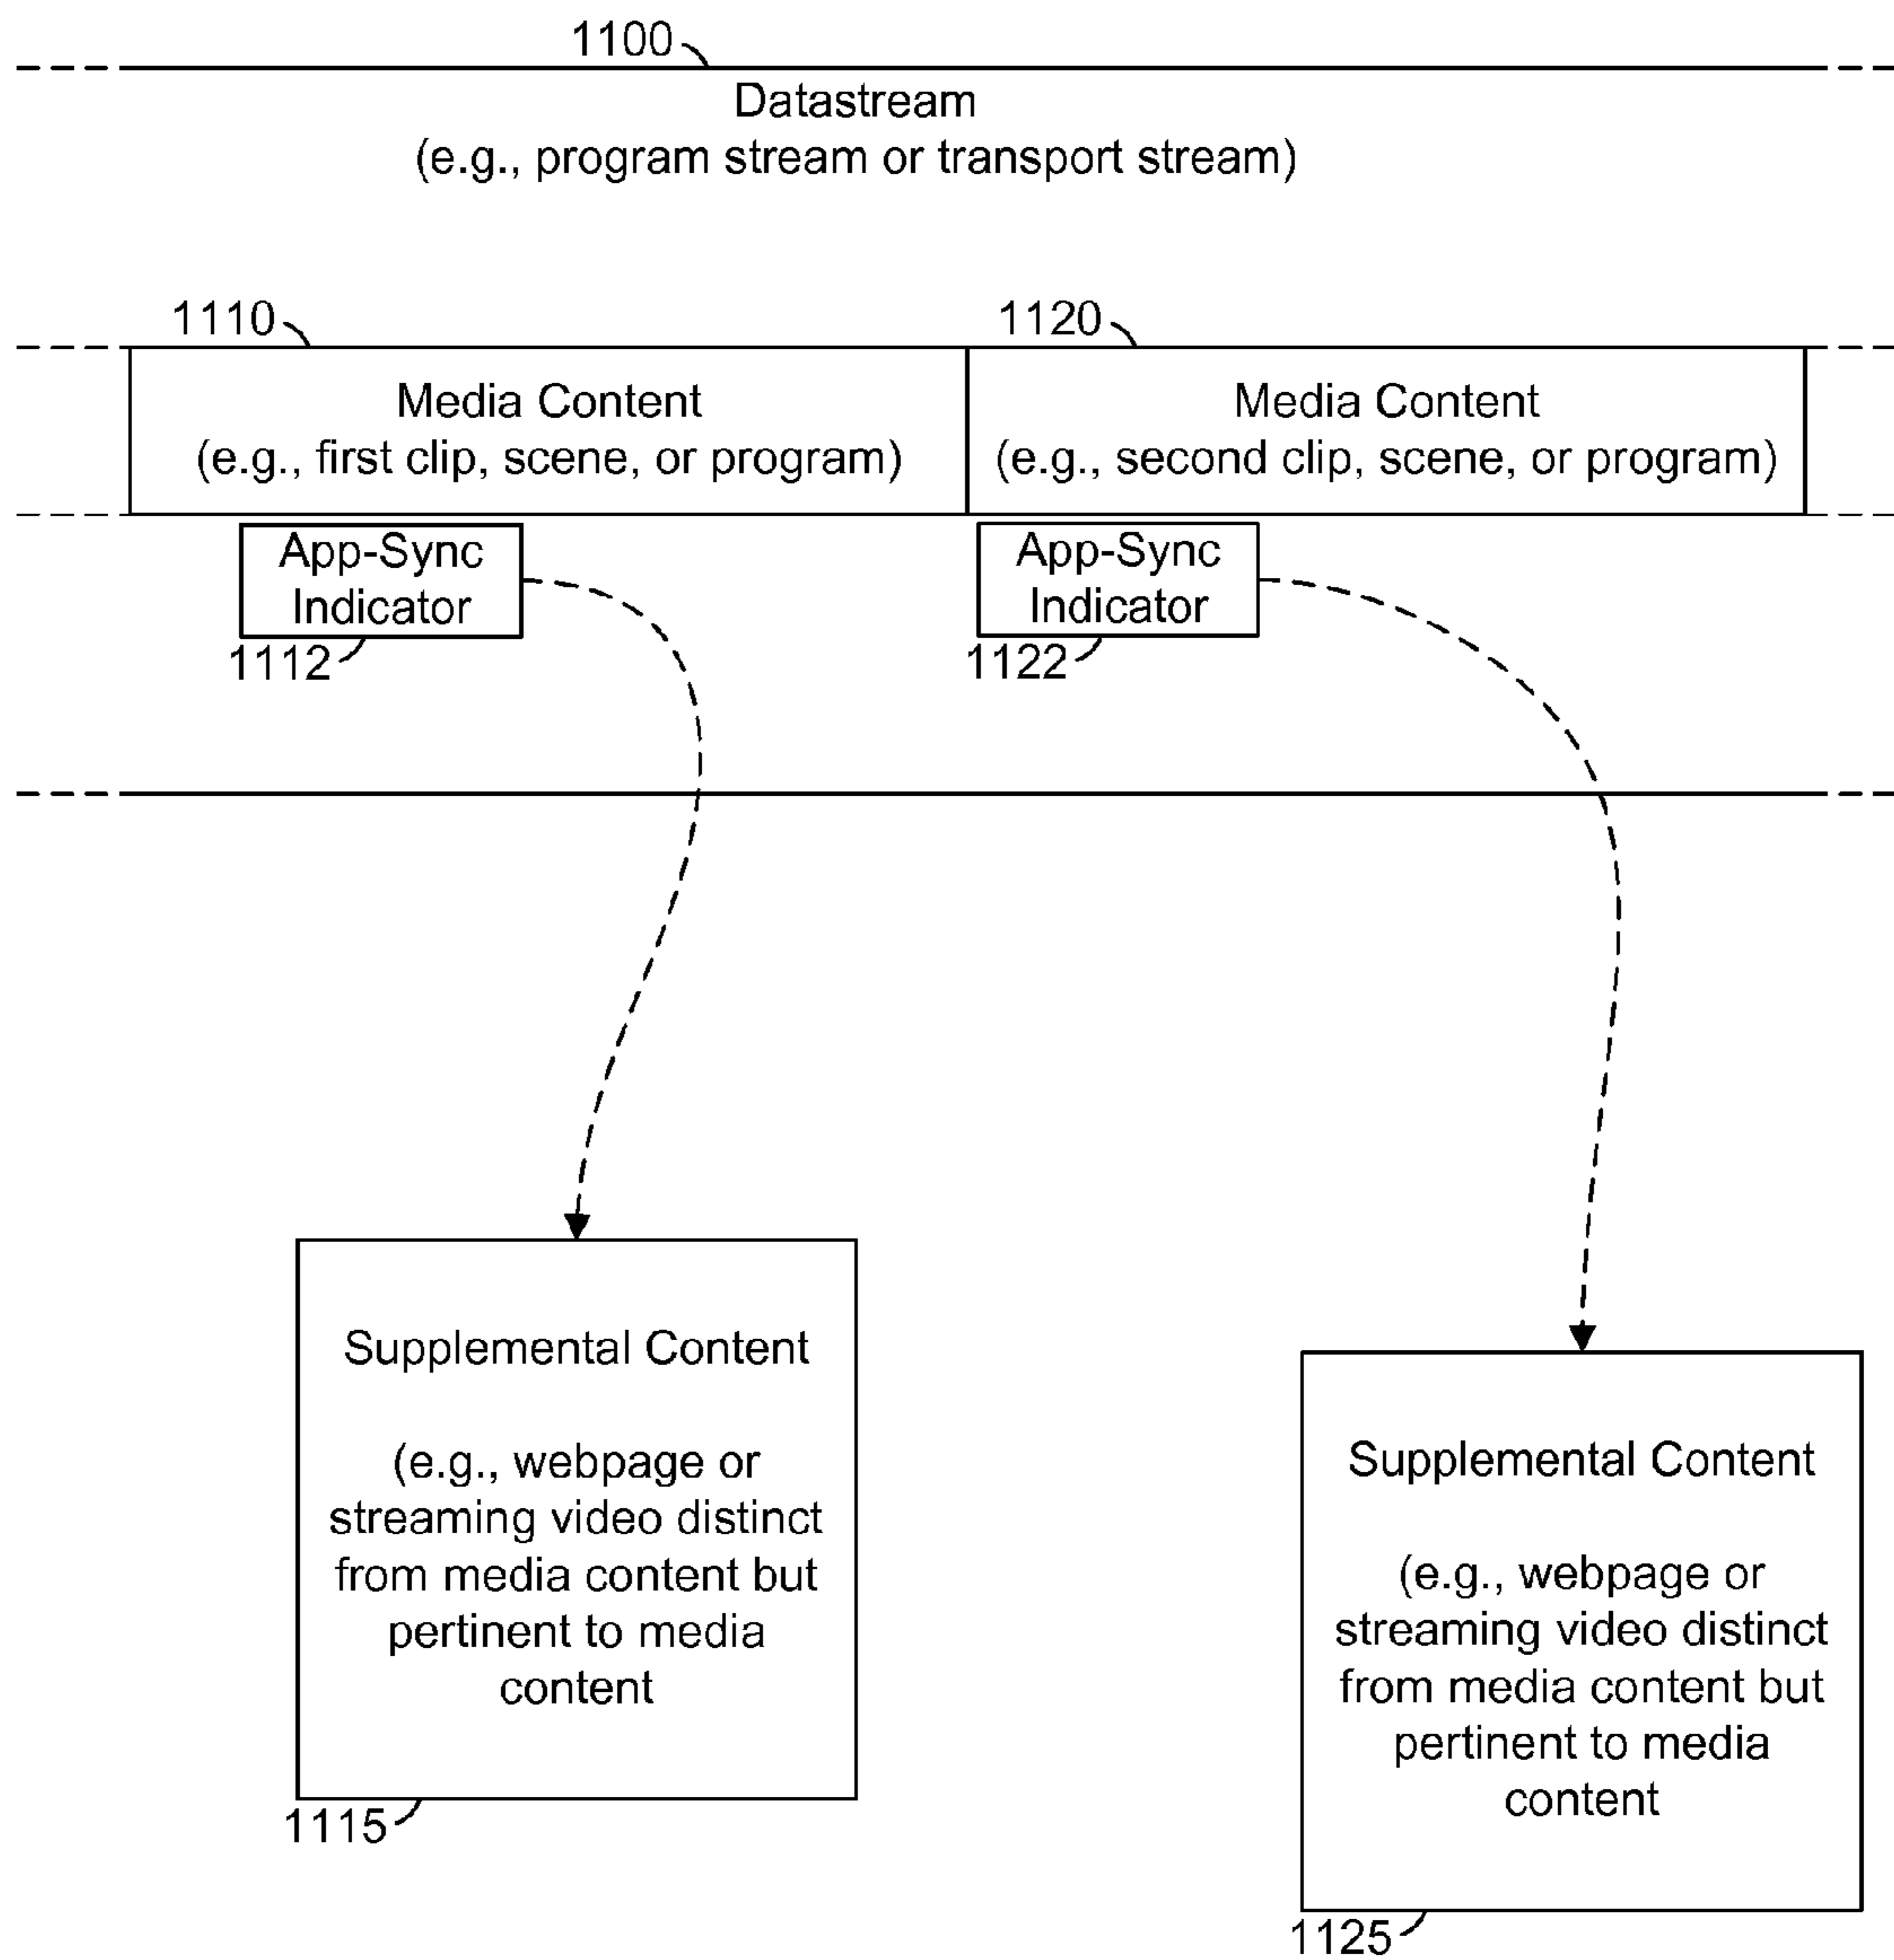 1100
Datastream
(e.g., program stream or transport stream)
1110
1120
Media Content
(e.g., first clip, scene, or program)
Media Content
(e.g., second clip, scene, or program)
App-Sync
Indicator
1112
App-Sync
Indicator
1122
Supplemental Content
(e.g., webpage or
streaming video distinct
from media content but
pertinent to media
content
1115
Supplemental Content
(e.g., webpage or
streaming video distinct
from media content but
pertinent to media
content
1125